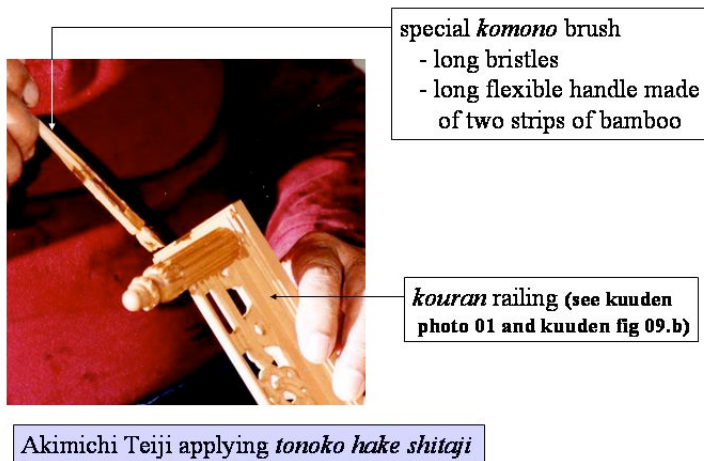 special komono brush
- long bristles
- long flexible handle made
of two strips of bamboo
kouran railing (see kuuden
photo 01 and kuuden fig 09.b)
Akimichi Teiji applying tonoko hake shitaji